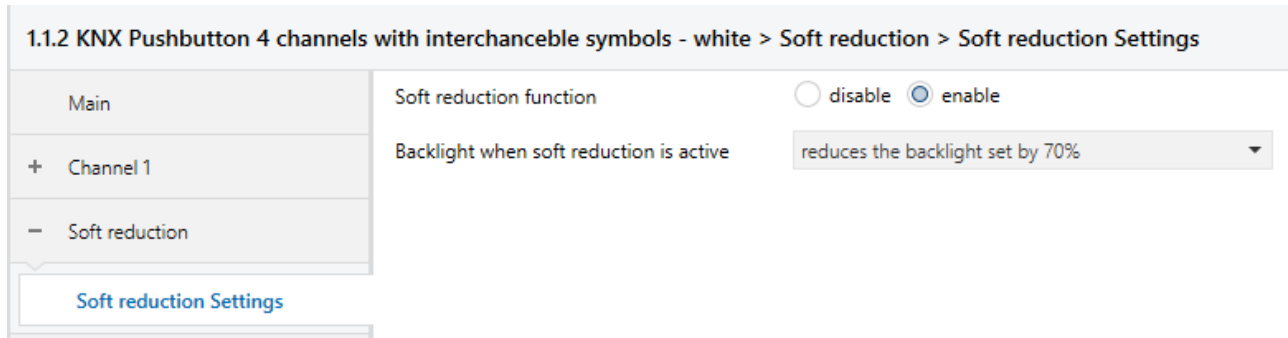 1.1.2 KNX Pushbutton 4 channels with interchanceble symbols - white > Soft reduction > Soft reduction Settings
Main
+ Channel 1
− Soft reduction
Soft reduction Settings
Soft reduction function disable enable
Backlight when soft reduction is active reduces the backlight set by 70%